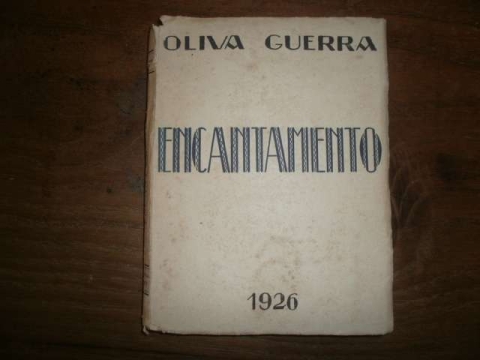 OLIVA GUERRA
ENCANTAMENTO
1926